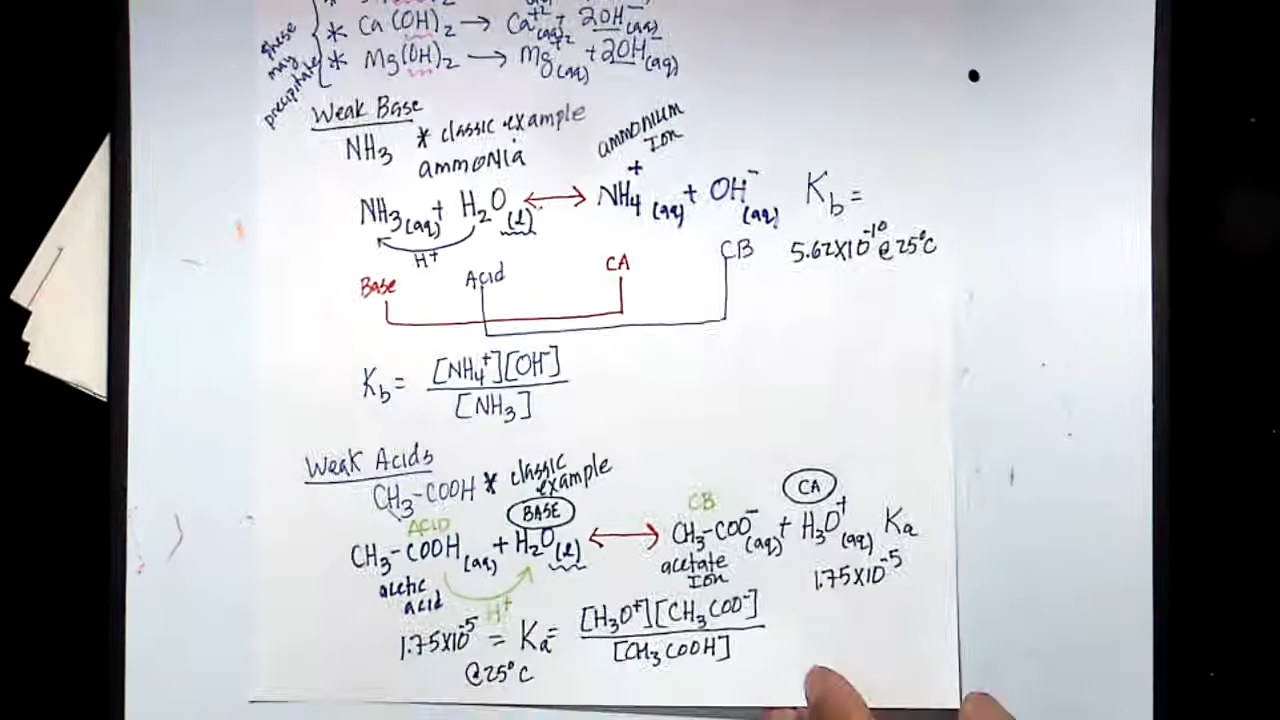 * Ca(OH)2 → Ca+2(aq) + 2OH-(aq)
* Mg(OH)2 → Mg+2(aq) + 2OH-(aq)
these may precipitate
Weak Base
NH3 * classic example
ammonia
ammonium Ion
NH3(aq) + H2O(l) ↔ NH4+(aq) + OH-(aq) Kb =
5.62X10-10 @ 25°C
H+
Base Acid CA CB
Kb = [NH4+][OH-] / [NH3]
Weak Acids
CH3-COOH * classic example
ACID BASE CB CA
CH3-COOH(aq) + H2O(l) ↔ CH3-COO-(aq) + H3O+(aq) Ka
acetic acid acetate Ion 1.75X10-5
H+
1.75X10-5 = Ka = [H3O+][CH3COO-] / [CH3COOH]
@25°C